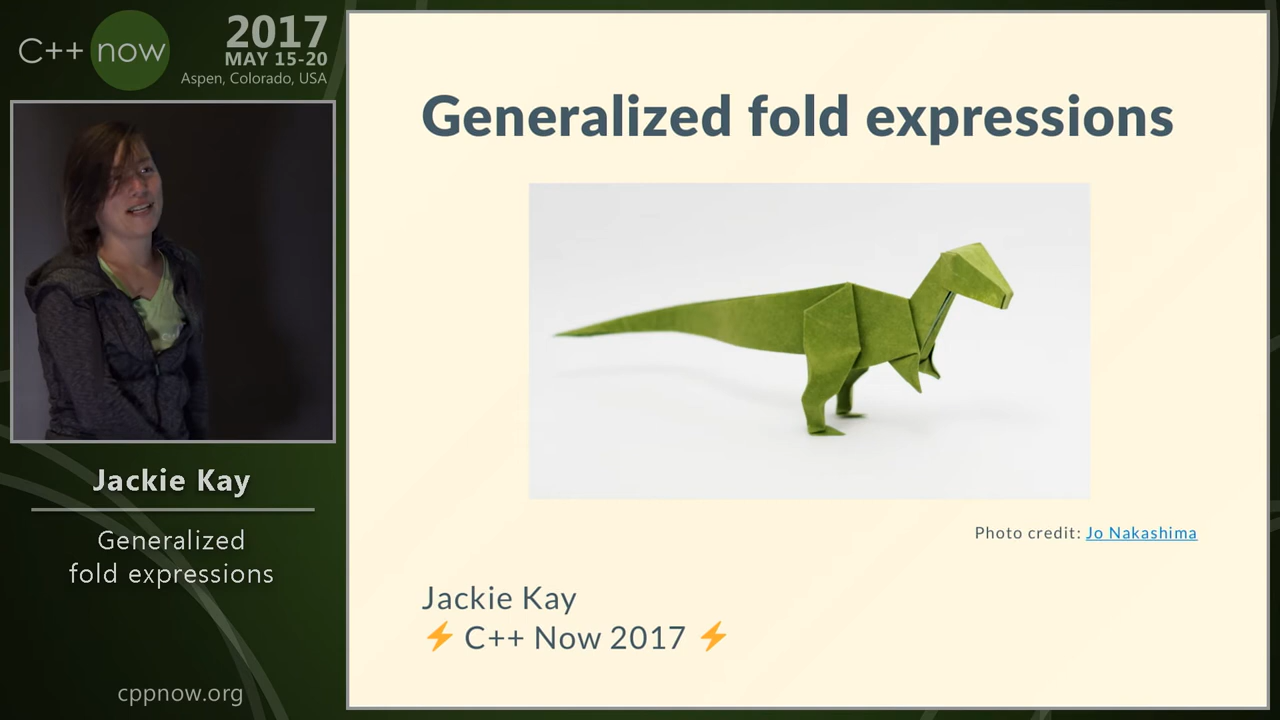 C++ now
2017
MAY 15-20
Aspen, Colorado, USA
Jackie Kay
Generalized
fold expressions
cppnow.org
Generalized fold expressions
Photo credit: Jo Nakashima
Jackie Kay
⚡ C++ Now 2017 ⚡